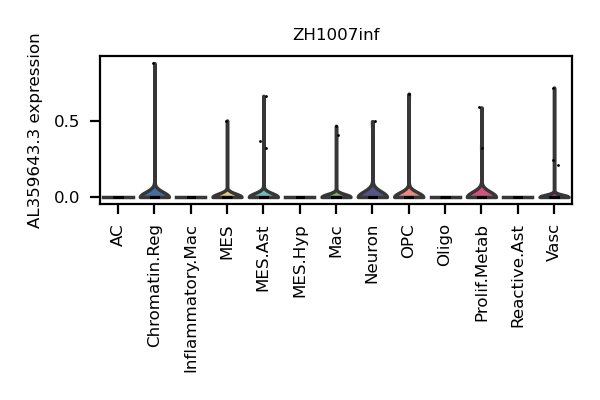 ZH1007inf
AL359643.3 expression
0.5
0.0
AC
Chromatin.Reg
Inflammatory.Mac
MES
MES.Ast
MES.Hyp
Mac
Neuron
OPC
Oligo
Prolif.Metab
Reactive.Ast
Vasc